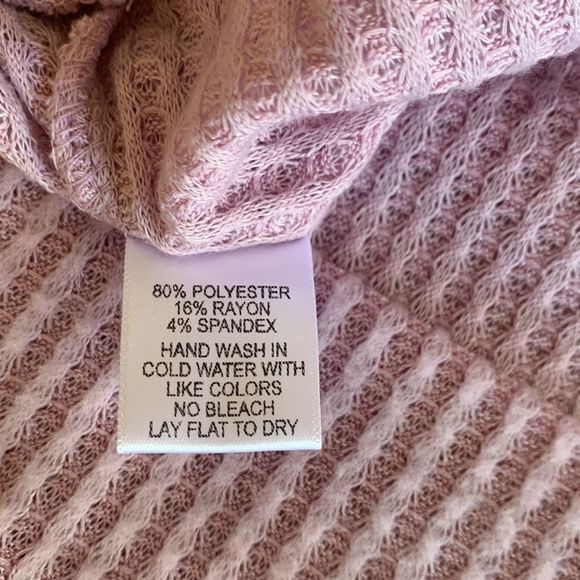 80% POLYESTER
16% RAYON
4% SPANDEX
HAND WASH IN
COLD WATER WITH
LIKE COLORS
NO BLEACH
LAY FLAT TO DRY